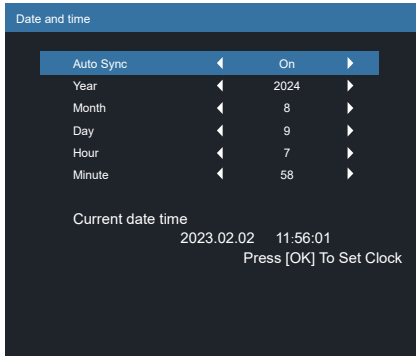 Date and time
Auto Sync On
Year 2024
Month 8
Day 9
Hour 7
Minute 58
Current date time
2023.02.02 11:56:01
Press [OK] To Set Clock